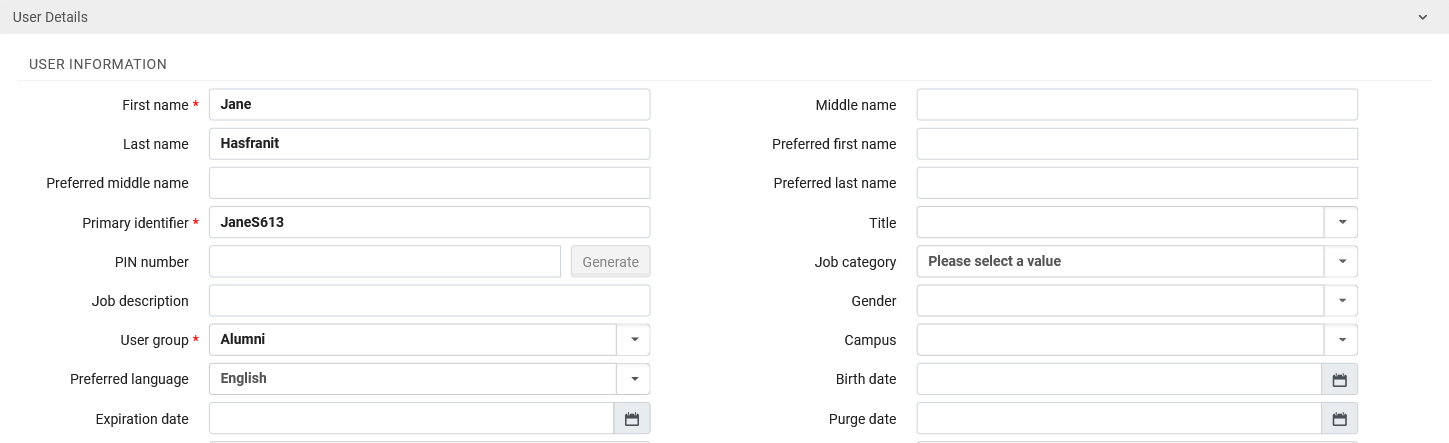 User Details
USER INFORMATION
First name * Jane Middle name
Last name Hasfranit Preferred first name
Preferred middle name Preferred last name
Primary identifier * JaneS613 Title
PIN number Generate Job category Please select a value
Job description Gender
User group * Alumni Campus
Preferred language English Birth date
Expiration date Purge date